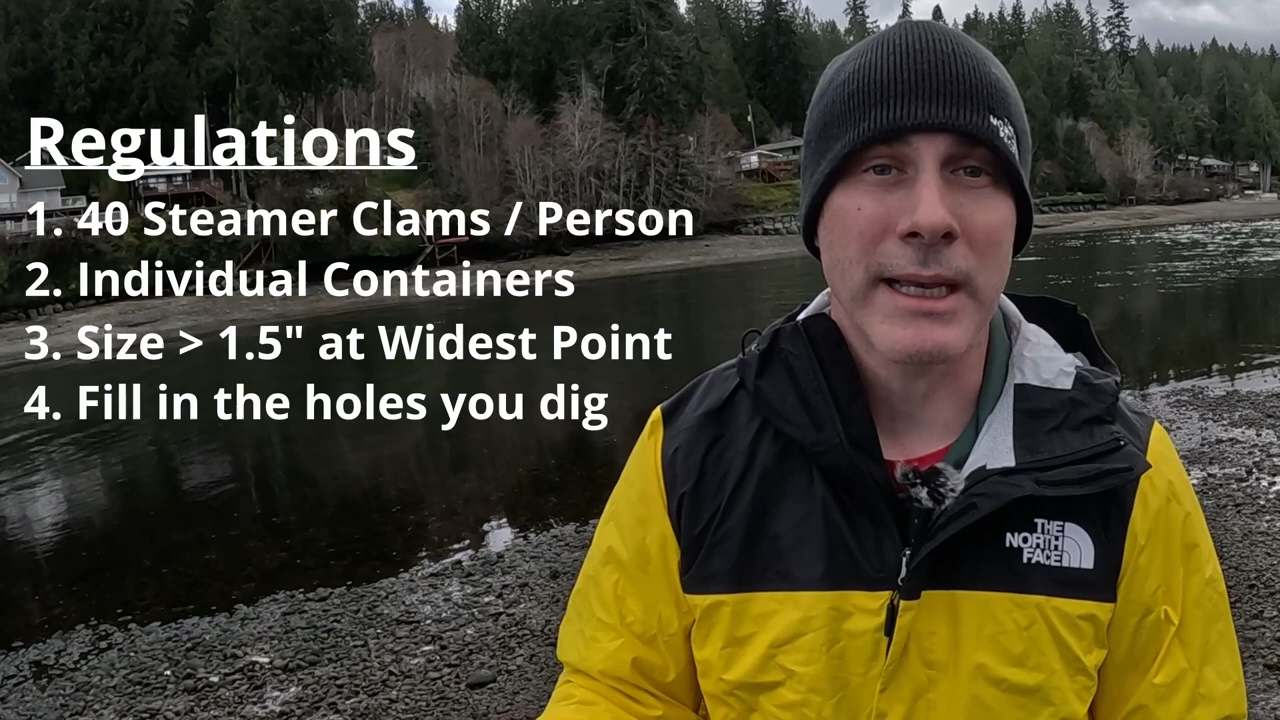 Regulations
1. 40 Steamer Clams / Person
2. Individual Containers
3. Size > 1.5" at Widest Point
4. Fill in the holes you dig
THE
NORTH
FACE